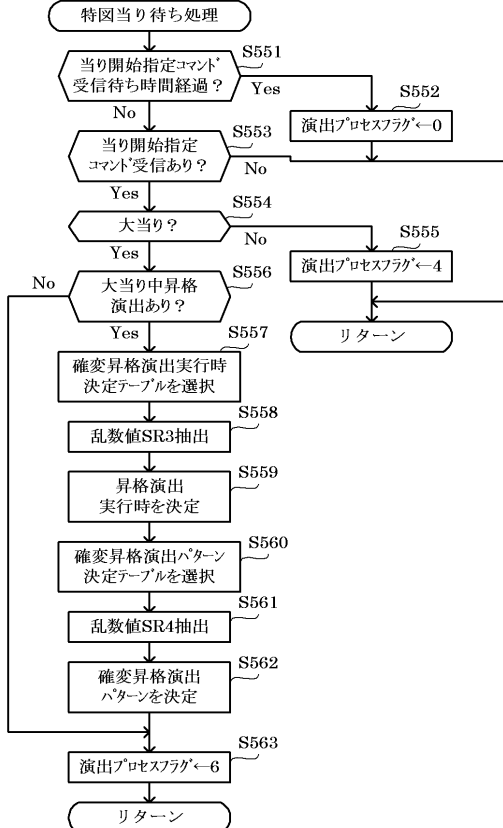 特図当り待ち処理
S551
当り開始指定コマンド
受信待ち時間経過？
Yes
No
S552
演出プロセスフラグ←0
S553
当り開始指定
コマンド受信あり？
No
Yes
S554
大当り？
No
Yes
S555
演出プロセスフラグ←4
リターン
S556
大当り中昇格
演出あり？
No
Yes
S557
確変昇格演出実行時
決定テーブルを選択
S558
乱数値SR3抽出
S559
昇格演出
実行時を決定
S560
確変昇格演出パターン
決定テーブルを選択
S561
乱数値SR4抽出
S562
確変昇格演出
パターンを決定
S563
演出プロセスフラグ←6
リターン